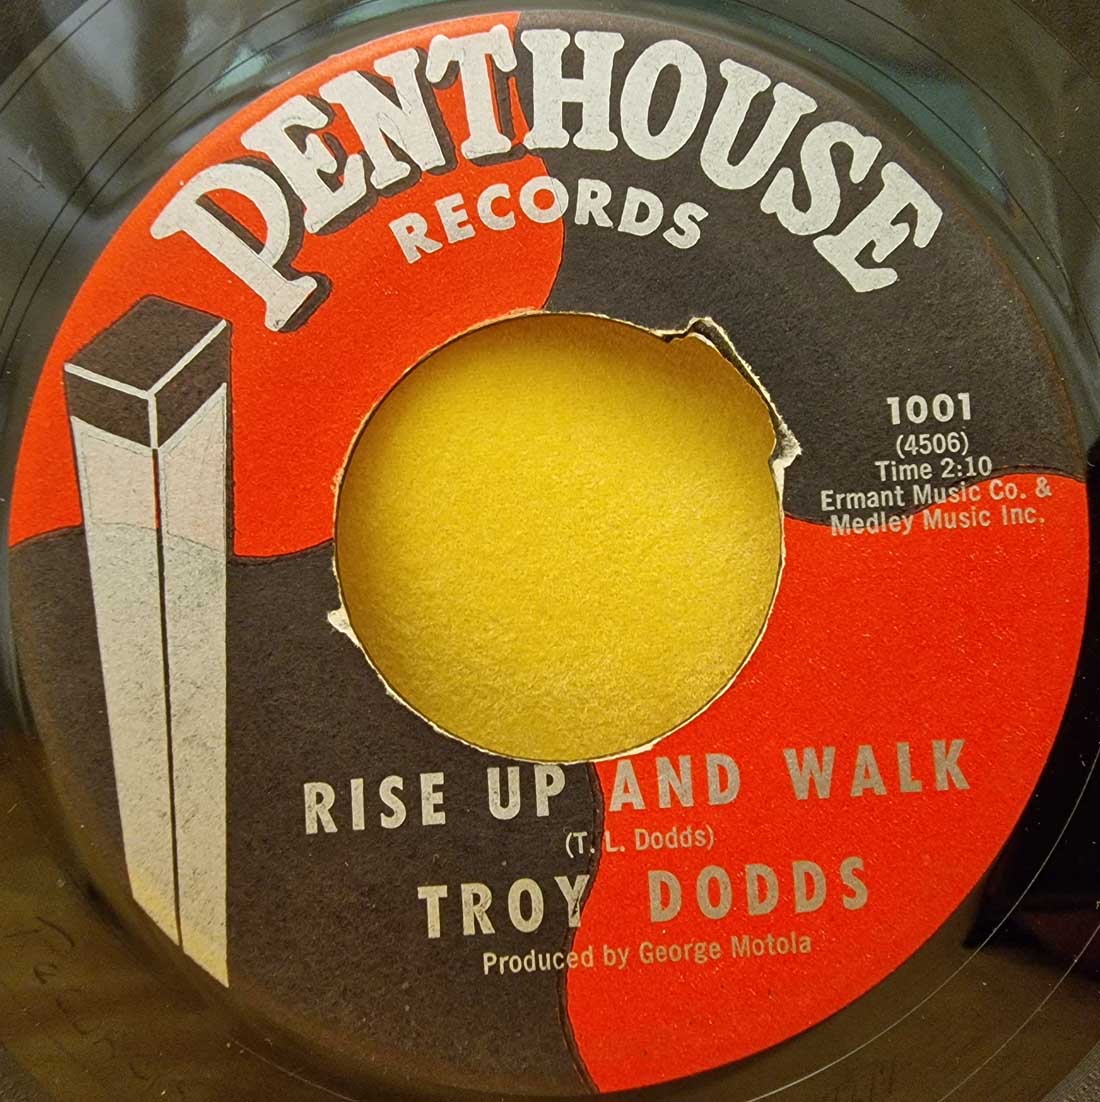 PENTHOUSE
RECORDS
1001
(4506)
Time 2:10
Ermant Music Co. &
Medley Music Inc.
RISE UP AND WALK
(T. L. Dodds)
TROY DODDS
Produced by George Motola